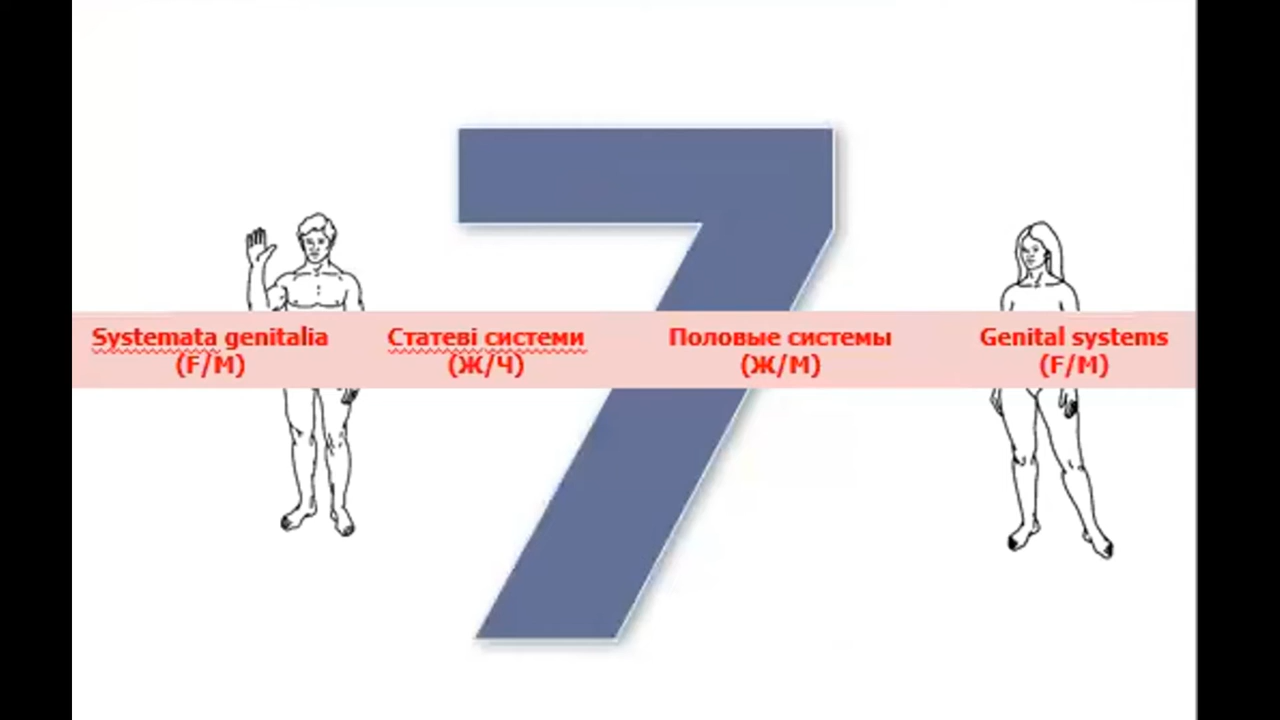 7
Systemata genitalia
(F/M)
Статеві системи
(Ж/Ч)
Половые системы
(Ж/М)
Genital systems
(F/M)